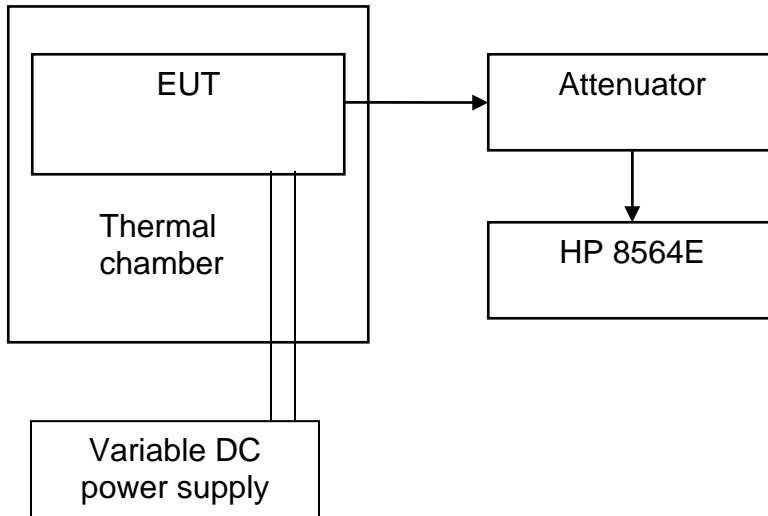 EUT
Attenuator
Thermal
chamber
HP 8564E
Variable DC
power supply